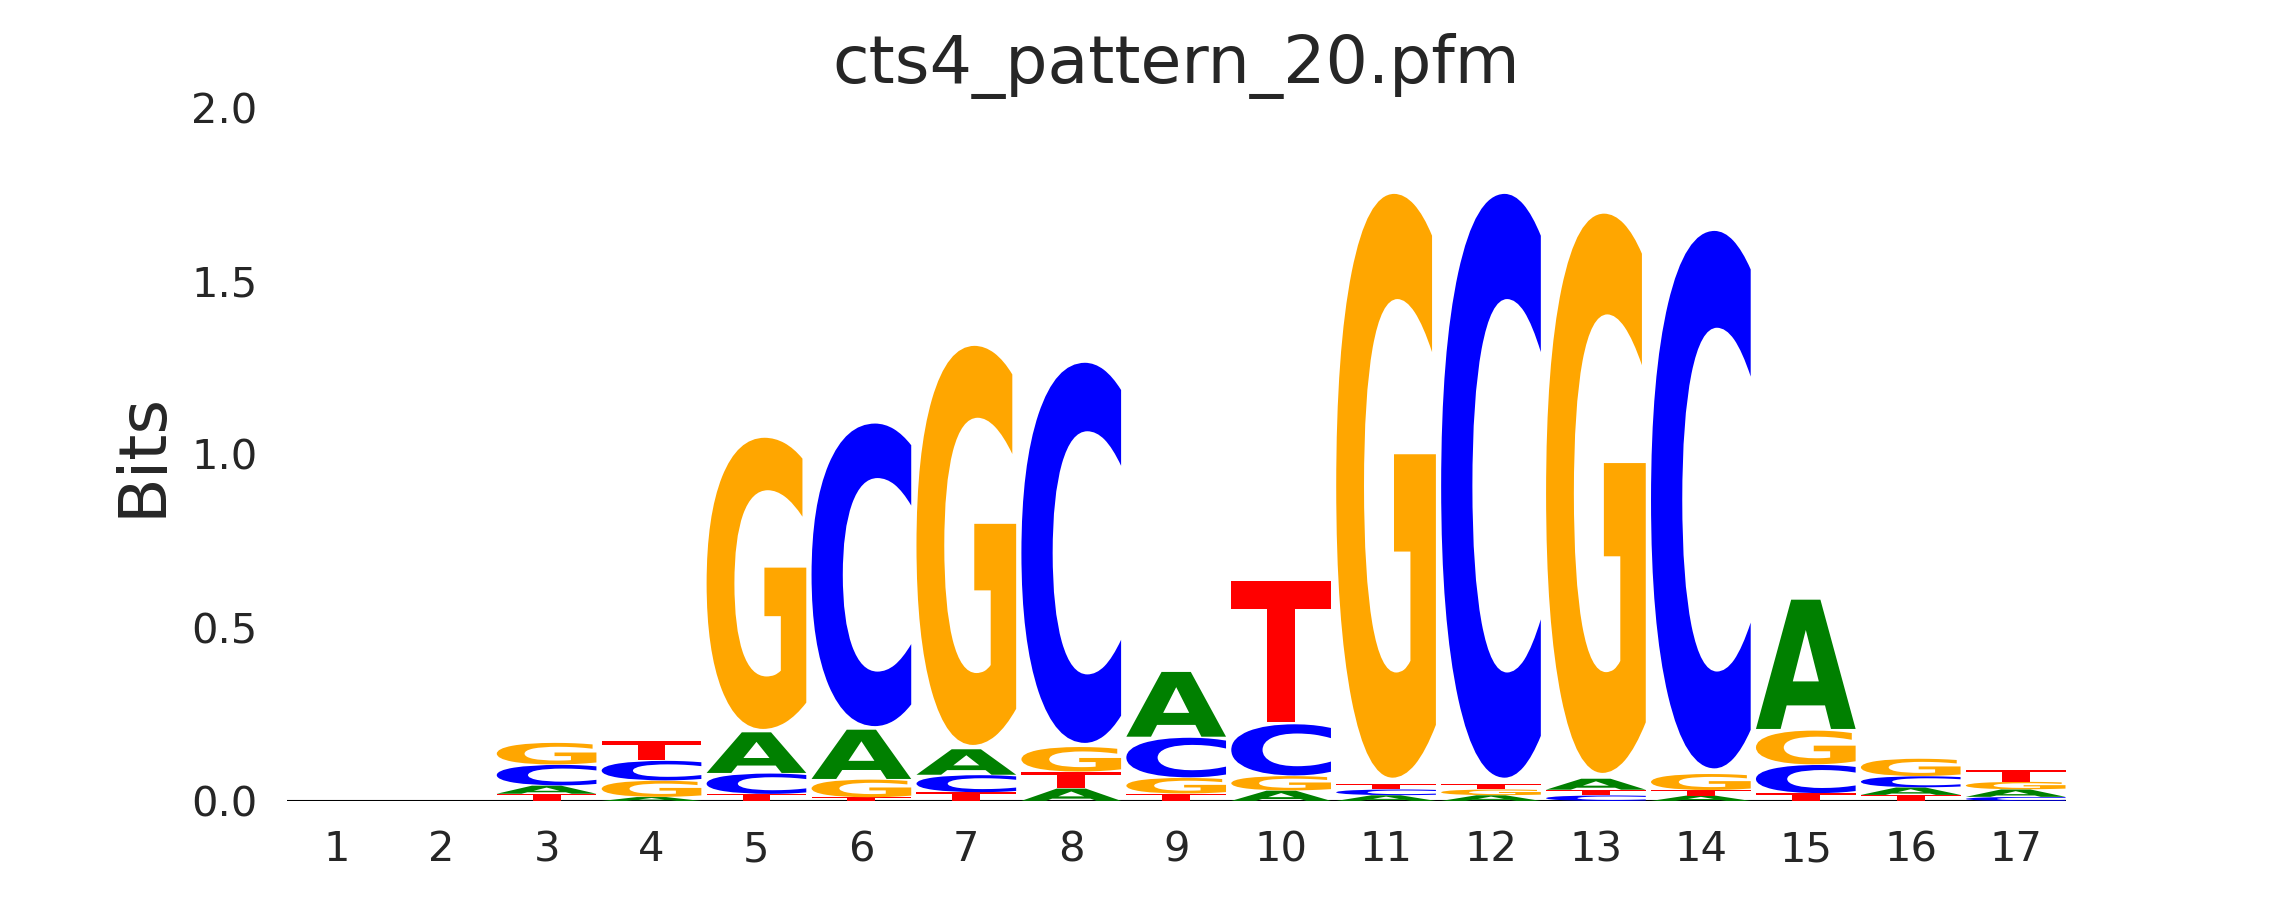 cts4_pattern_20.pfm
2.0
1.5
1.0
0.5
0.0
Bits
1 2 3 4 5 6 7 8 9 10 11 12 13 14 15 16 17
G T G C G C A T G C G C A G T
C C A A A G C C T T A G G C G
A G C G C T G G C G T T C A A
T A T T T A T A A A C A T T C